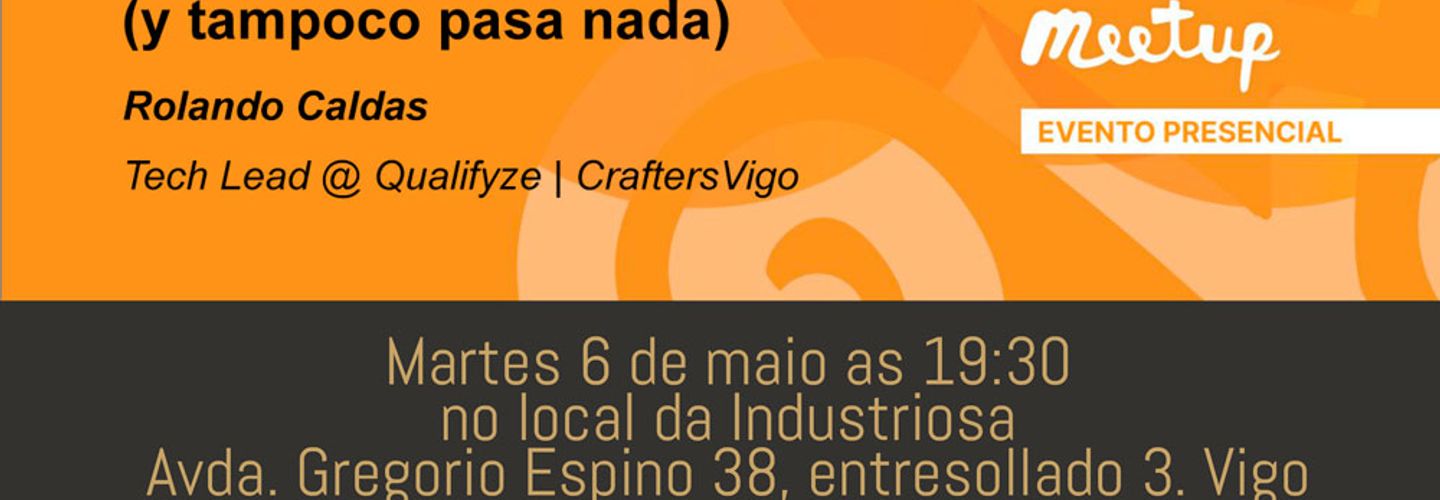 (y tampoco pasa nada)
Rolando Caldas
Tech Lead @ Qualifyze | CraftersVigo
meetup
EVENTO PRESENCIAL
Martes 6 de maio as 19:30
no local da Industriosa
Avda. Gregorio Espino 38, entresollado 3. Vigo